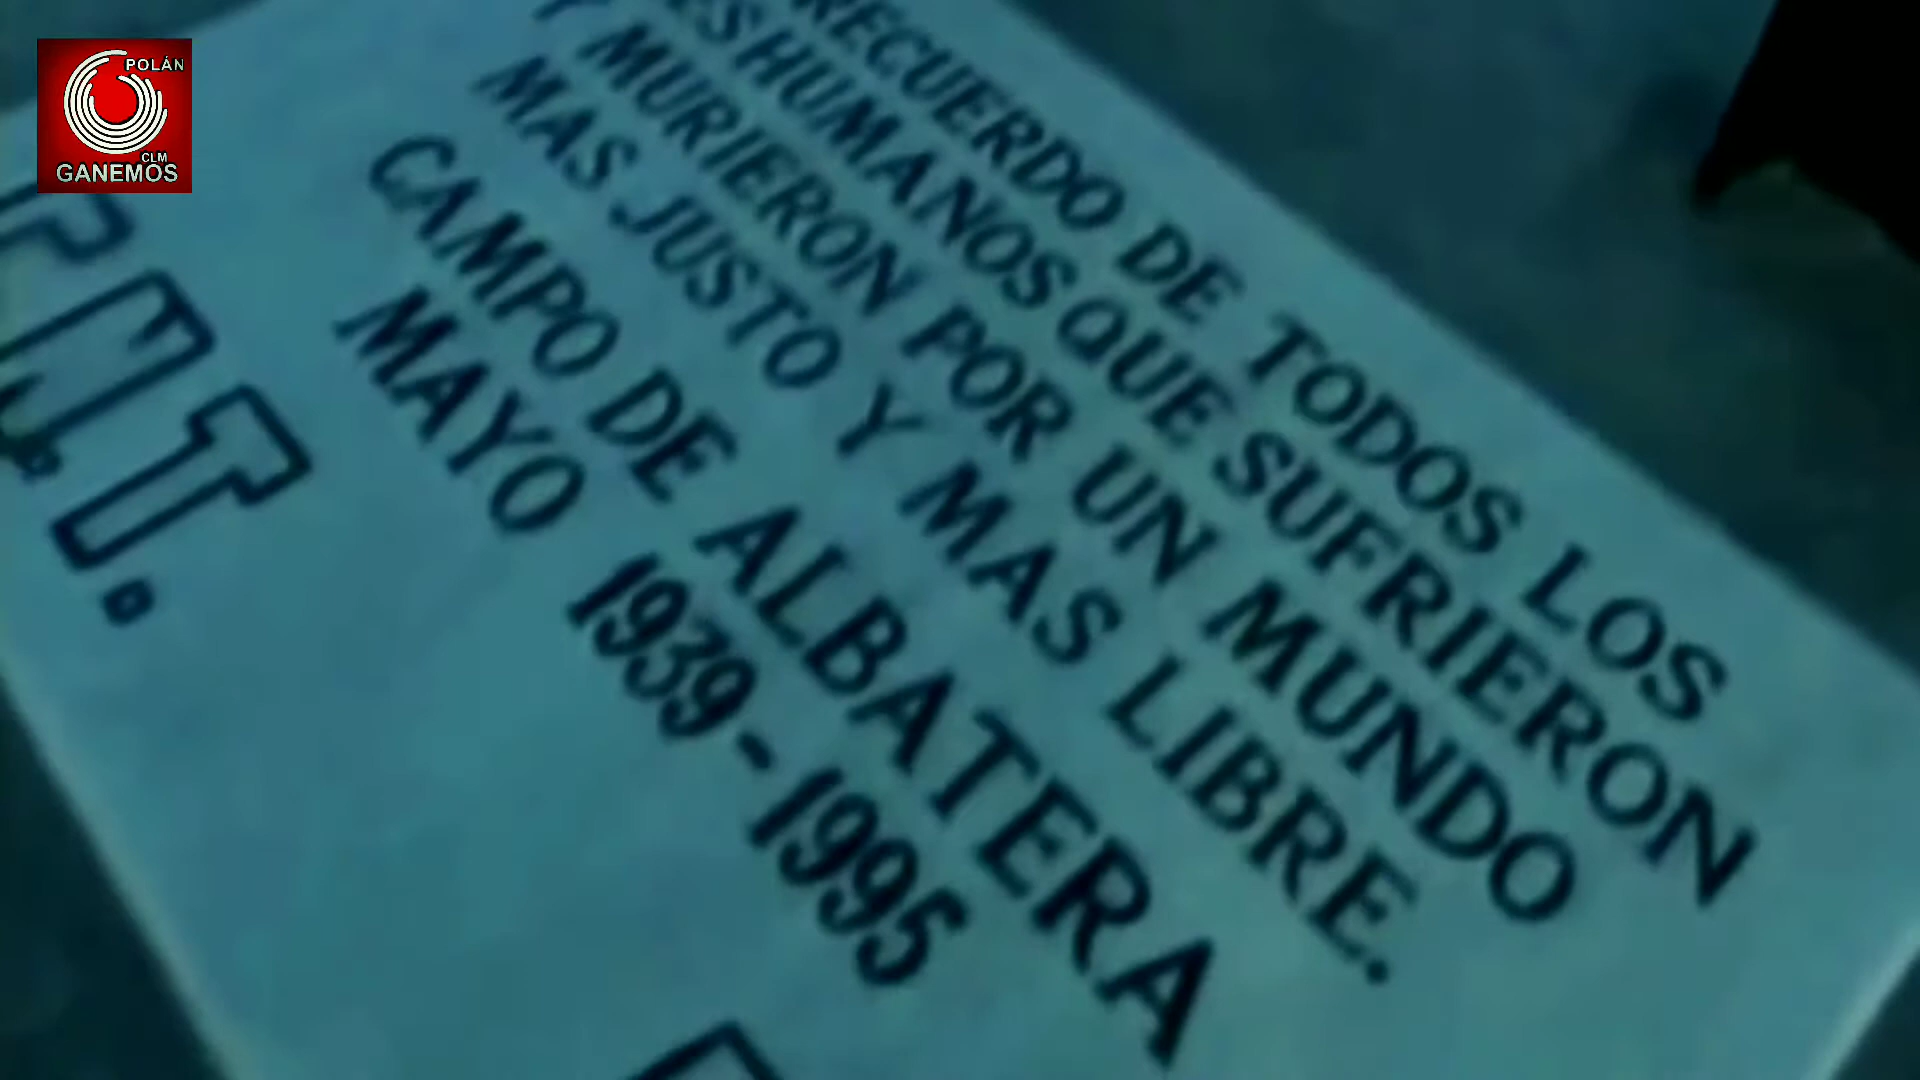 POLÁN
CLM
GANEMOS
RECUERDO DE TODOS LOS
SHUMANOS QUE SUFRIERON
Y MURIERON POR UN MUNDO
MAS JUSTO Y MAS LIBRE.
CAMPO DE ALBATERA
MAYO 1939-1995
.T.